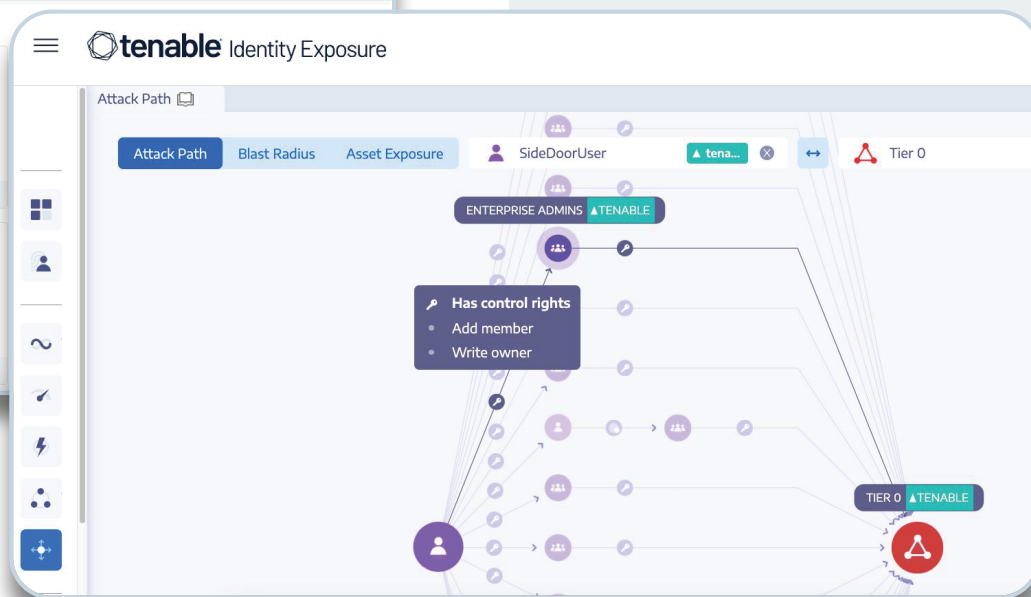 tenable Identity Exposure
Attack Path
Attack Path Blast Radius Asset Exposure SideDoorUser tena... Tier 0
ENTERPRISE ADMINS TENABLE
Has control rights
Add member
Write owner
TIER 0 TENABLE